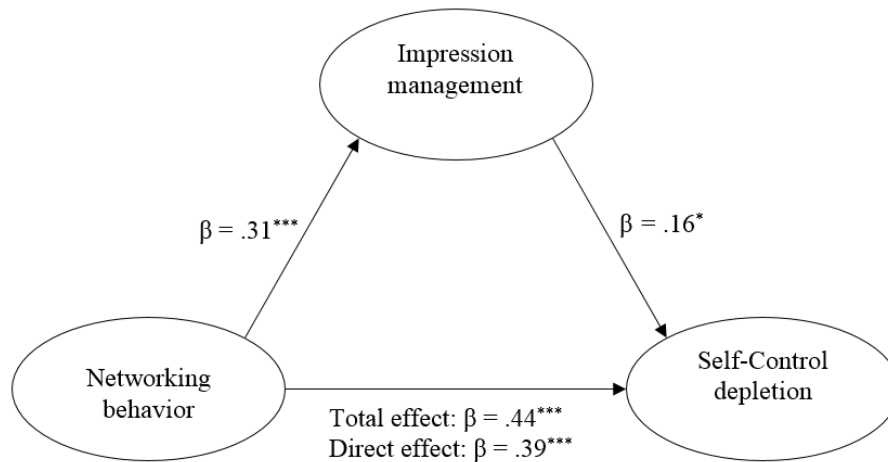 Impression
management
β = .31***
β = .16*
Networking
behavior
Self-Control
depletion
Total effect: β = .44***
Direct effect: β = .39***